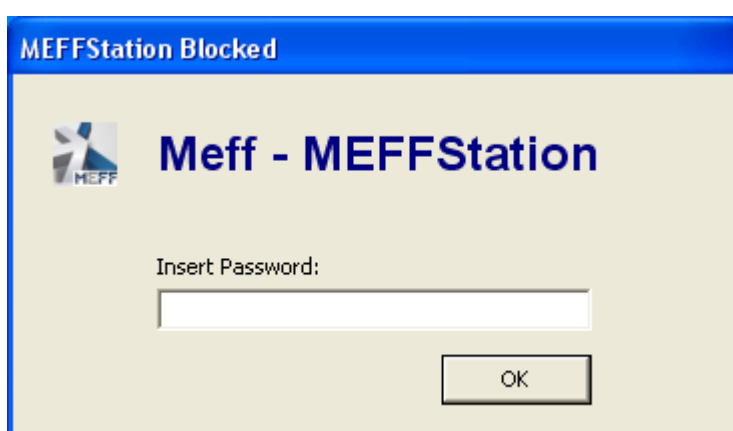 MEFFStation Blocked
MEFF
Meff - MEFFStation
Insert Password:
OK